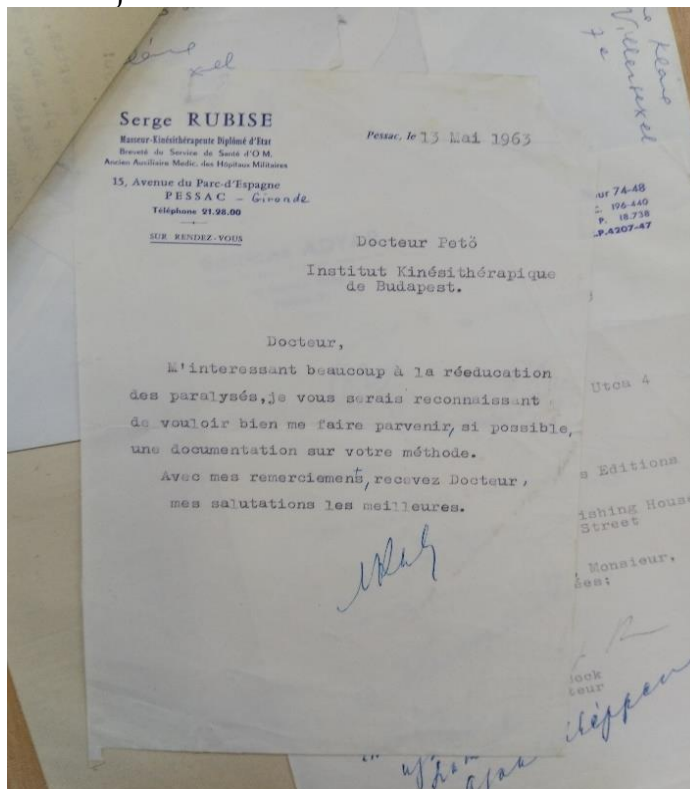 Serge RUBISE
Masseur-Kinésithérapeute Diplômé d'Etat
Breveté du Service de Santé d'O M.
Ancien Auxiliaire Medic. des Hôpitaux Militaires
15, Avenue du Parc-d'Espagne
PESSAC - Gironde
Téléphone 21.28.00
SUR RENDEZ-VOUS
Pessac, le 13 Mai 1963
Docteur Petö
Institut Kinésithérapique
de Budapest.
Docteur,
M'interessant beaucoup à la réeducation
des paralysés, je vous serais reconnaissant
de vouloir bien me faire parvenir, si possible,
une documentation sur votre méthode.
Avec mes remerciements, recevez Docteur,
mes salutations les meilleures.
Villersexel
74-48
196-440
P. 18.738
.P.4207-47
Utca 4
Editions
ishing House
Street
Monsieur,